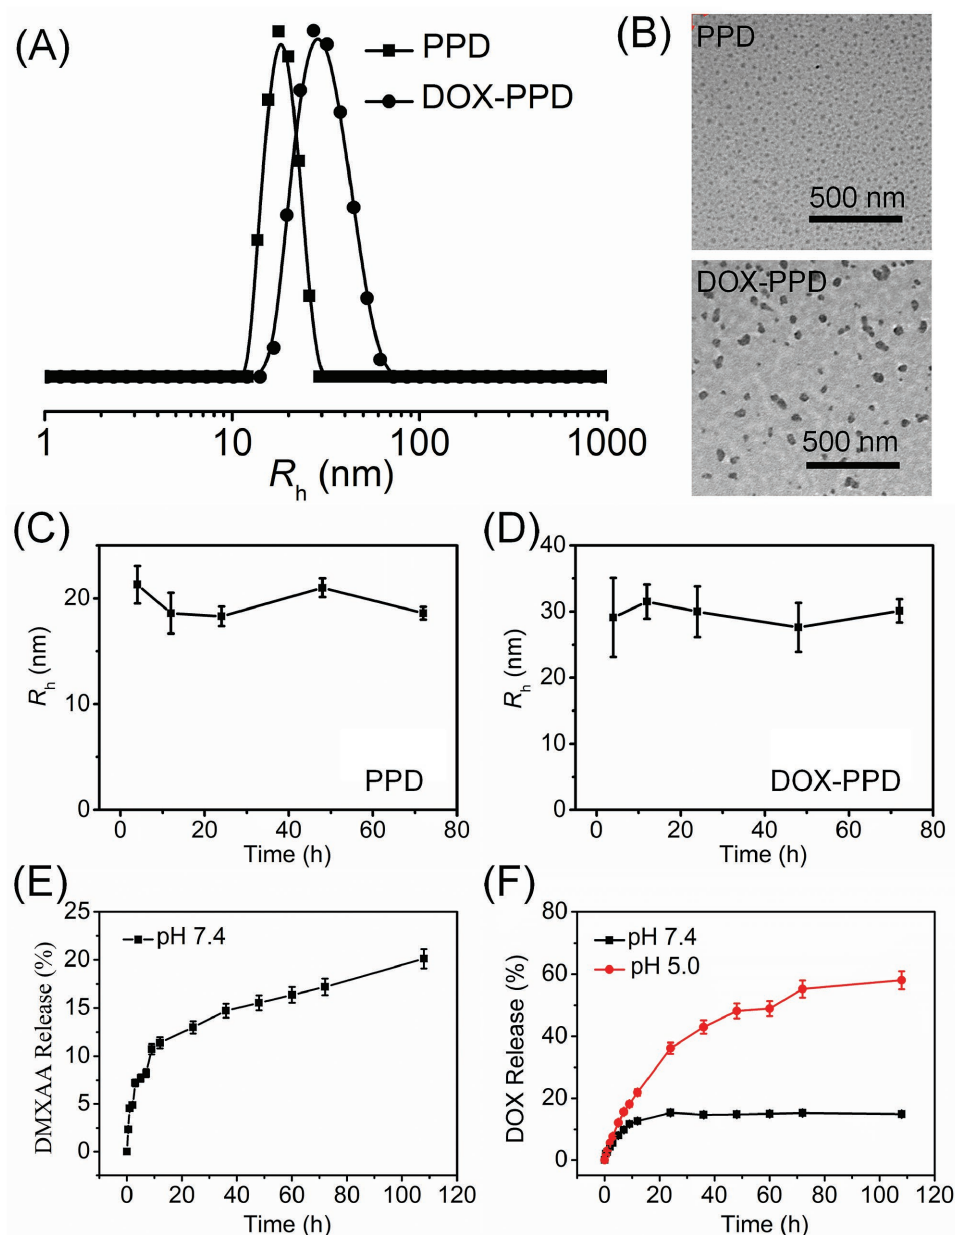 (A)
PPD
DOX-PPD
1 10 100 1000
Rh (nm)
(B)
PPD
500 nm
DOX-PPD
500 nm
(C)
20
10
0
Rh (nm)
PPD
0 20 40 60 80
Time (h)
(D)
40
30
20
10
0
Rh (nm)
DOX-PPD
0 20 40 60 80
Time (h)
(E)
25
20
15
10
5
0
DMXAA Release (%)
pH 7.4
0 20 40 60 80 100 120
Time (h)
(F)
80
60
40
20
0
DOX Release (%)
pH 7.4
pH 5.0
0 20 40 60 80 100 120
Time (h)